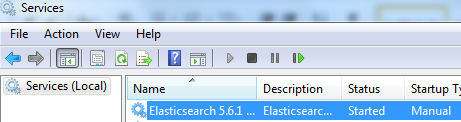 Services
File Action View Help
Services (Local)
Name Description Status Startup Ty
Elasticsearch 5.6.1 ... Elasticsearc... Started Manual